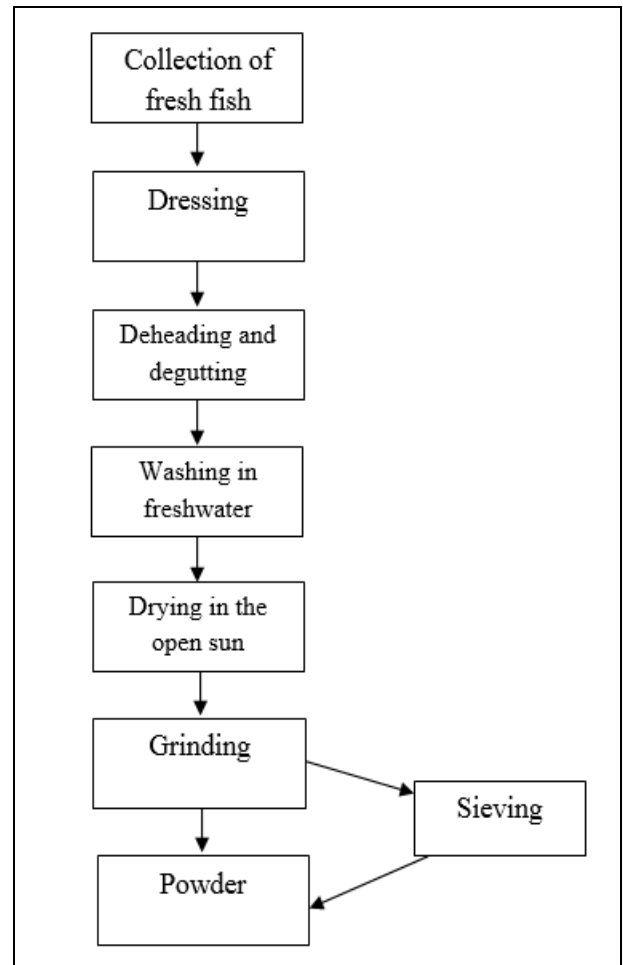 Collection of
fresh fish
Dressing
Deheading and
degutting
Washing in
freshwater
Drying in the
open sun
Grinding
Sieving
Powder